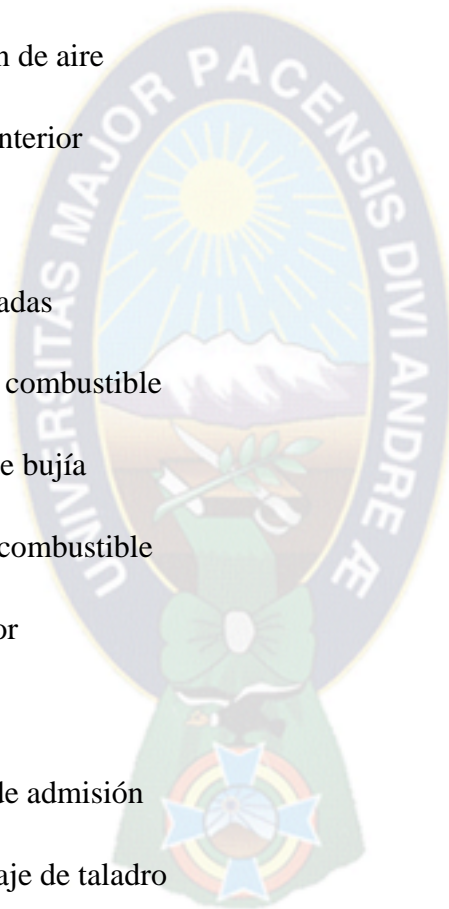 n de aire
nterior
adas
combustible
e bujía
combustible
or
de admisión
aje de taladro
UNIVERSITAS MAJOR PACENSIS DIVI ANDRE Æ